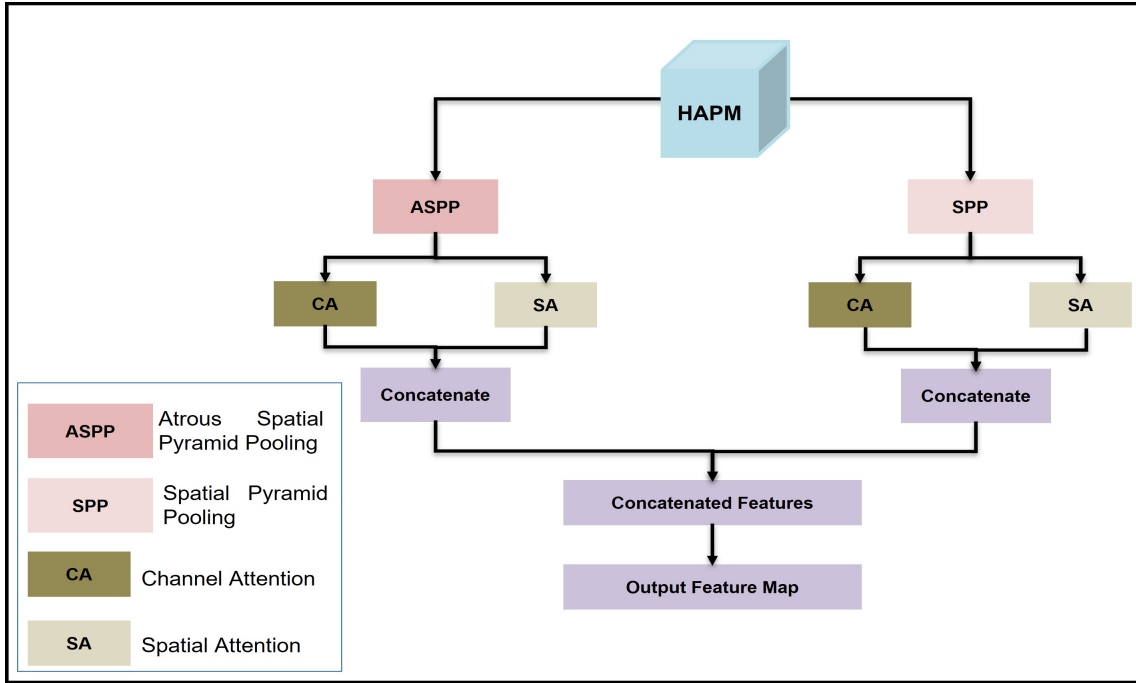 HAPM
ASPP
SPP
CA
SA
CA
SA
Concatenate
Concatenate
Concatenated Features
Output Feature Map
ASPP
Atrous Spatial
Pyramid Pooling
SPP
Spatial Pyramid
Pooling
CA
Channel Attention
SA
Spatial Attention